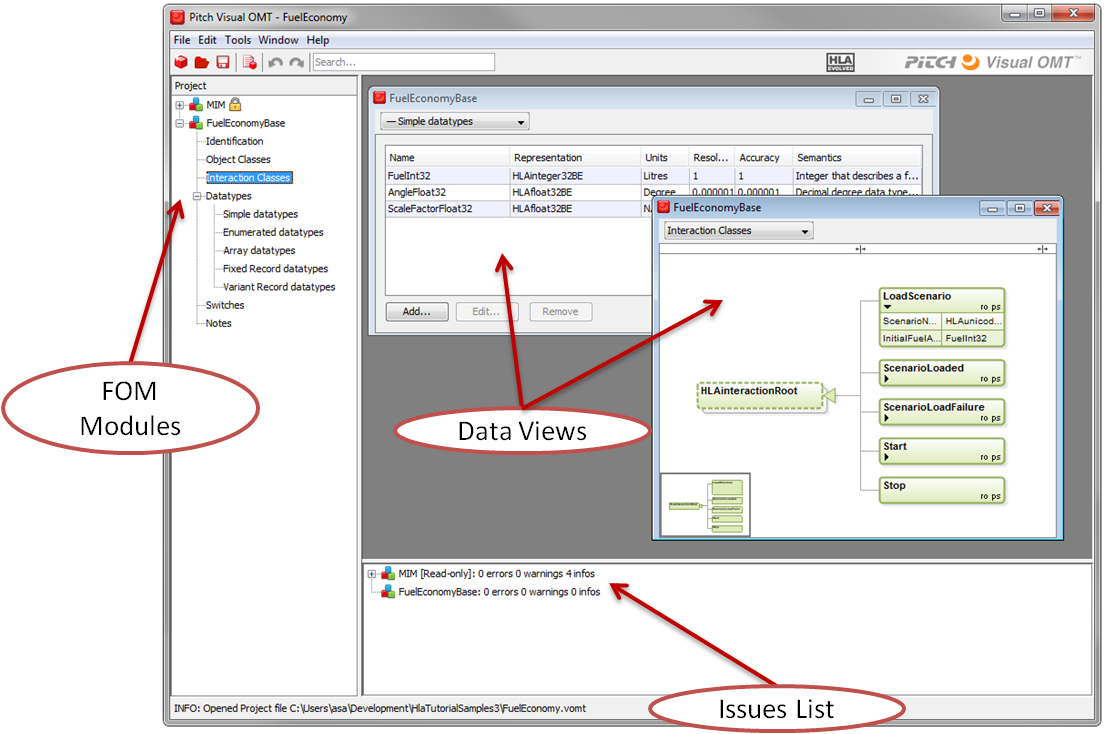 Pitch Visual OMT - FuelEconomy
File Edit Tools Window Help
Search...
HLA EVOLVED
PITCH Visual OMT™
Project
MIM
FuelEconomyBase
Identification
Object Classes
Interaction Classes
Datatypes
Simple datatypes
Enumerated datatypes
Array datatypes
Fixed Record datatypes
Variant Record datatypes
Switches
Notes
FOM
Modules
FuelEconomyBase
— Simple datatypes
Name Representation Units Resol... Accuracy Semantics
FuelInt32 HLAinteger32BE Litres 1 1 Integer that describes a f...
AngleFloat32 HLAfloat32BE Degree 0.000001 0.000001 Decimal degree data type...
ScaleFactorFloat32 HLAfloat32BE
Add... Edit... Remove
Data Views
FuelEconomyBase
Interaction Classes
HLAinteractionRoot
LoadScenario
ro ps
ScenarioN... HLAunicod...
InitialFuelA... FuelInt32
ScenarioLoaded
ro ps
ScenarioLoadFailure
ro ps
Start
ro ps
Stop
ro ps
MIM [Read-only]: 0 errors 0 warnings 4 infos
FuelEconomyBase: 0 errors 0 warnings 0 infos
Issues List
INFO: Opened Project file C:\Users\asa\Development\HlaTutorialSamples3\FuelEconomy.vomt